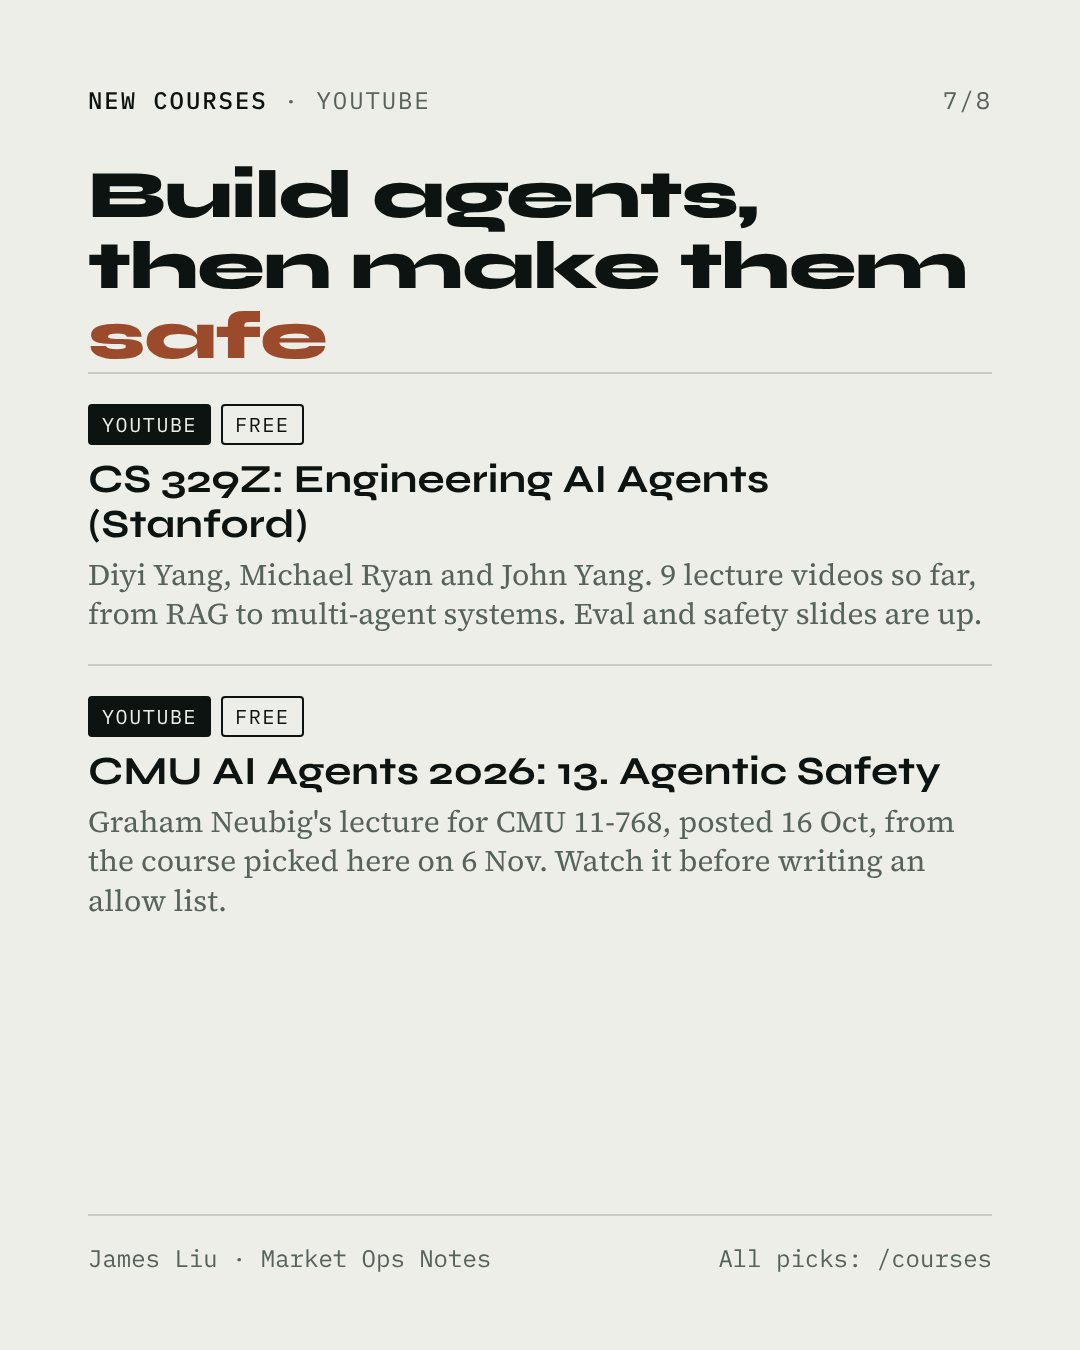 NEW COURSES · YOUTUBE 7/8
Build agents,
then make them
safe
YOUTUBE FREE
CS 329Z: Engineering AI Agents
(Stanford)
Diyi Yang, Michael Ryan and John Yang. 9 lecture videos so far,
from RAG to multi-agent systems. Eval and safety slides are up.
YOUTUBE FREE
CMU AI Agents 2026: 13. Agentic Safety
Graham Neubig's lecture for CMU 11-768, posted 16 Oct, from
the course picked here on 6 Nov. Watch it before writing an
allow list.
James Liu · Market Ops Notes All picks: /courses